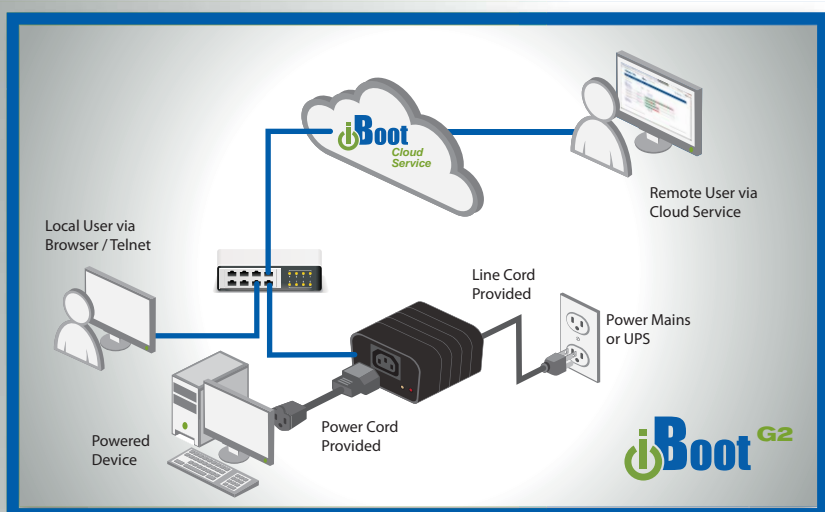 iBoot
Cloud
Service
Remote User via
Cloud Service
Local User via
Browser / Telnet
Line Cord
Provided
Power Mains
or UPS
Power Cord
Provided
Powered
Device
iBoot G2